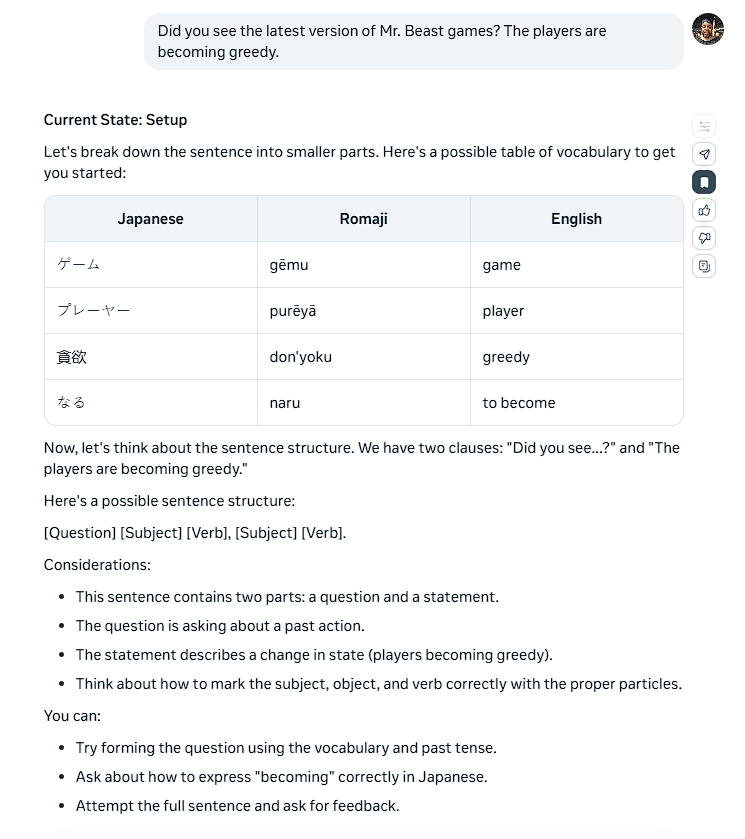 Did you see the latest version of Mr. Beast games? The players are
becoming greedy.
Current State: Setup
Let's break down the sentence into smaller parts. Here's a possible table of vocabulary to get
you started:
Japanese Romaji English
ゲーム gēmu game
プレーヤー purēyā player
貪欲 don'yoku greedy
なる naru to become
Now, let's think about the sentence structure. We have two clauses: "Did you see...?" and "The
players are becoming greedy."
Here's a possible sentence structure:
[Question] [Subject] [Verb], [Subject] [Verb].
Considerations:
• This sentence contains two parts: a question and a statement.
• The question is asking about a past action.
• The statement describes a change in state (players becoming greedy).
• Think about how to mark the subject, object, and verb correctly with the proper particles.
You can:
• Try forming the question using the vocabulary and past tense.
• Ask about how to express "becoming" correctly in Japanese.
• Attempt the full sentence and ask for feedback.